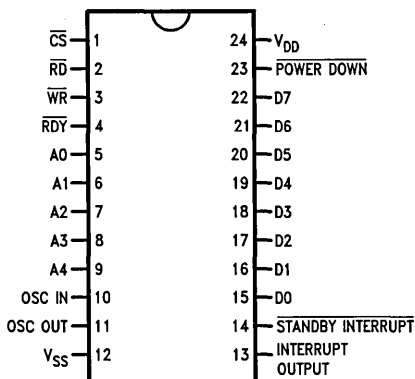 CS 1 24 VDD
RD 2 23 POWER DOWN
WR 3 22 D7
RDY 4 21 D6
A0 5 20 D5
A1 6 19 D4
A2 7 18 D3
A3 8 17 D2
A4 9 16 D1
OSC IN 10 15 D0
OSC OUT 11 14 STANDBY INTERRUPT
VSS 12 13 INTERRUPT
OUTPUT